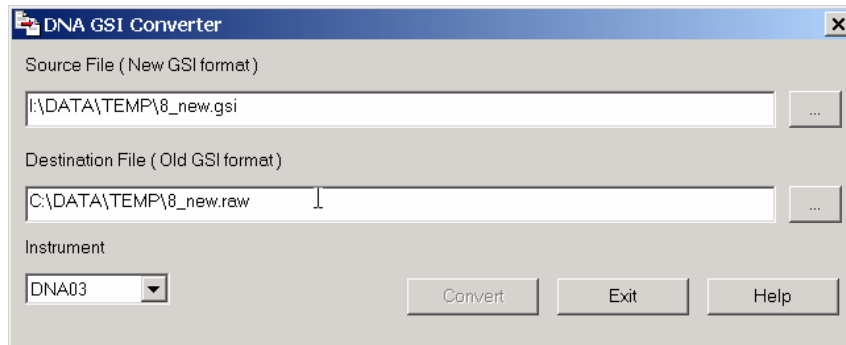 DNA GSI Converter
Source File ( New GSI format )
I:\DATA\TEMP\8_new.gsi
...
Destination File ( Old GSI format )
C:\DATA\TEMP\8_new.raw
...
Instrument
DNA03
Convert Exit Help